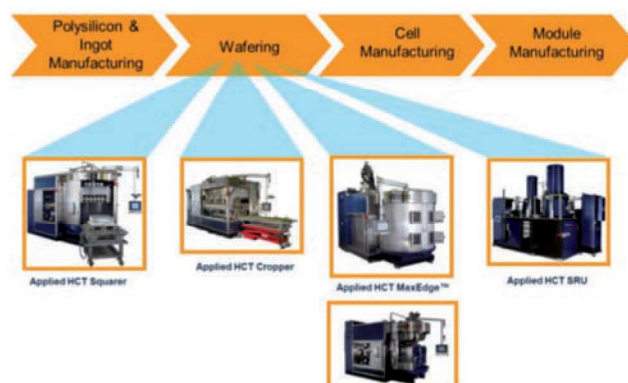 Polysilicon &
Ingot
Manufacturing
Wafering
Cell
Manufacturing
Module
Manufacturing
Applied HCT Squarer
Applied HCT Cropper
Applied HCT MaxEdge™
Applied HCT SRU